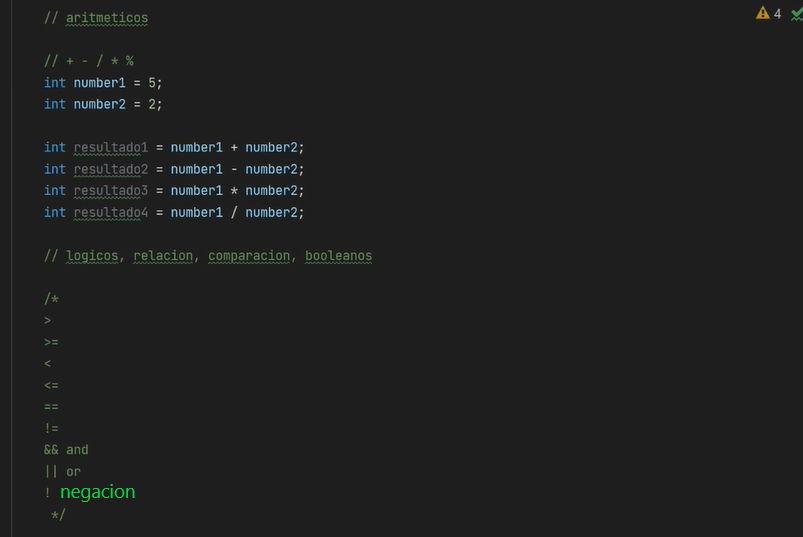 // aritmeticos
4
// + - / * %
int number1 = 5;
int number2 = 2;
int resultado1 = number1 + number2;
int resultado2 = number1 - number2;
int resultado3 = number1 * number2;
int resultado4 = number1 / number2;
// logicos, relacion, comparacion, booleanos
/*
>
>=
<
<=
==
!=
&& and
|| or
! negacion
*/